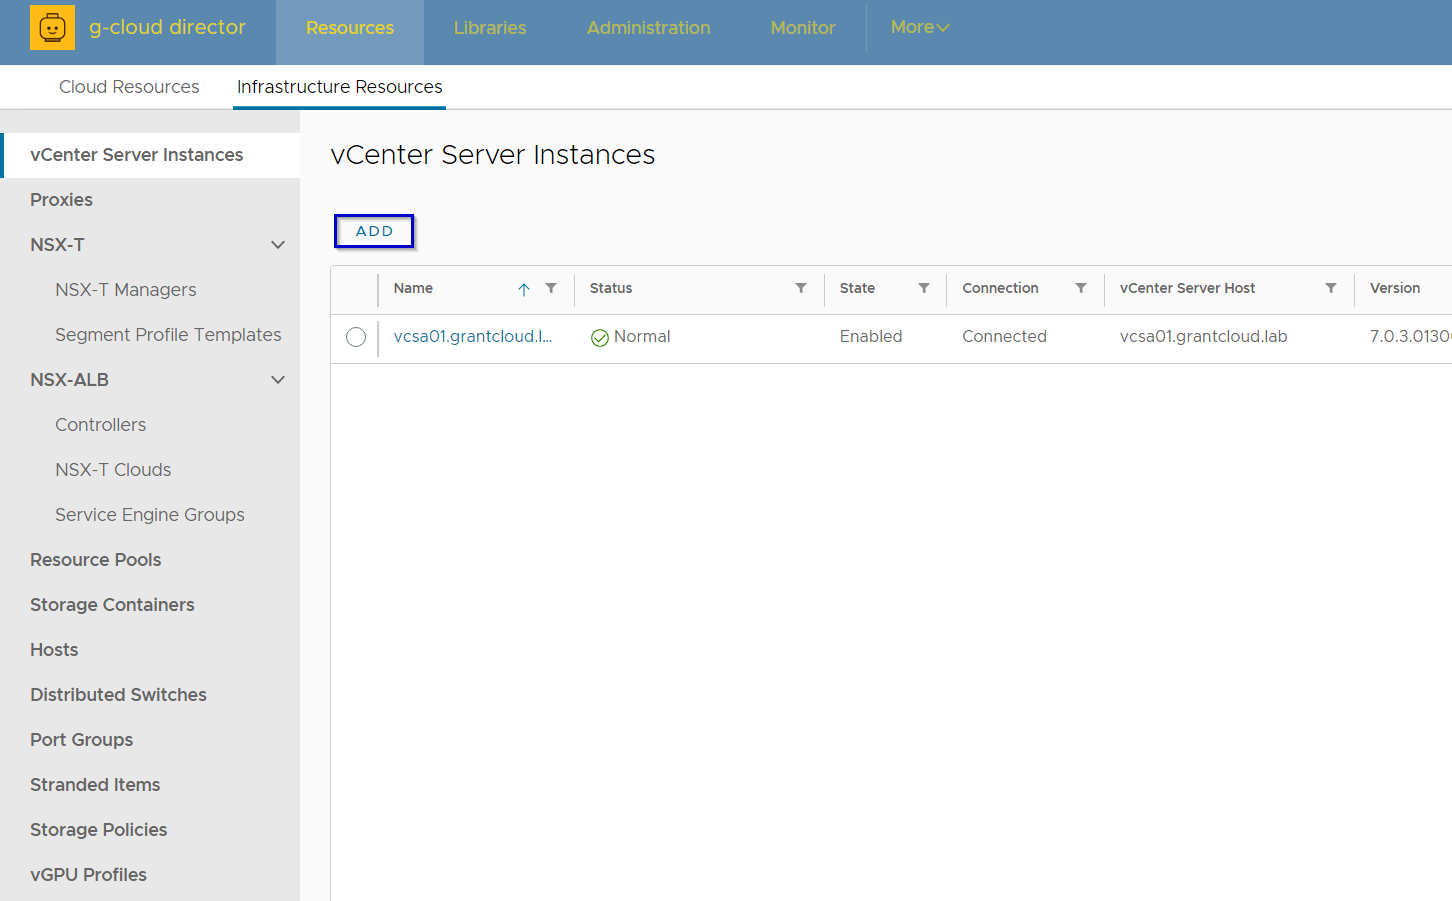 g-cloud director
Resources
Libraries
Administration
Monitor
More
Cloud Resources
Infrastructure Resources
vCenter Server Instances
Proxies
NSX-T
NSX-T Managers
Segment Profile Templates
NSX-ALB
Controllers
NSX-T Clouds
Service Engine Groups
Resource Pools
Storage Containers
Hosts
Distributed Switches
Port Groups
Stranded Items
Storage Policies
vGPU Profiles
vCenter Server Instances
ADD
Name Status State Connection vCenter Server Host Version
vcsa01.grantcloud.l... Normal Enabled Connected vcsa01.grantcloud.lab 7.0.3.0130